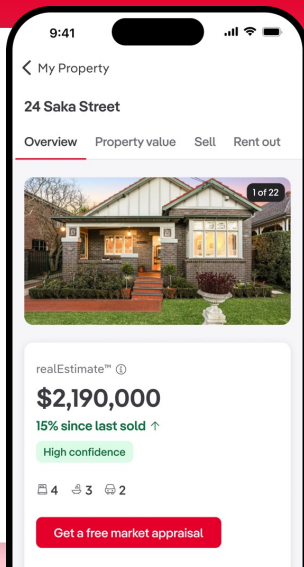 9:41
My Property
24 Saka Street
Overview Property value Sell Rent out
1 of 22
realEstimate™
$2,190,000
15% since last sold ↑
High confidence
4 3 2
Get a free market appraisal